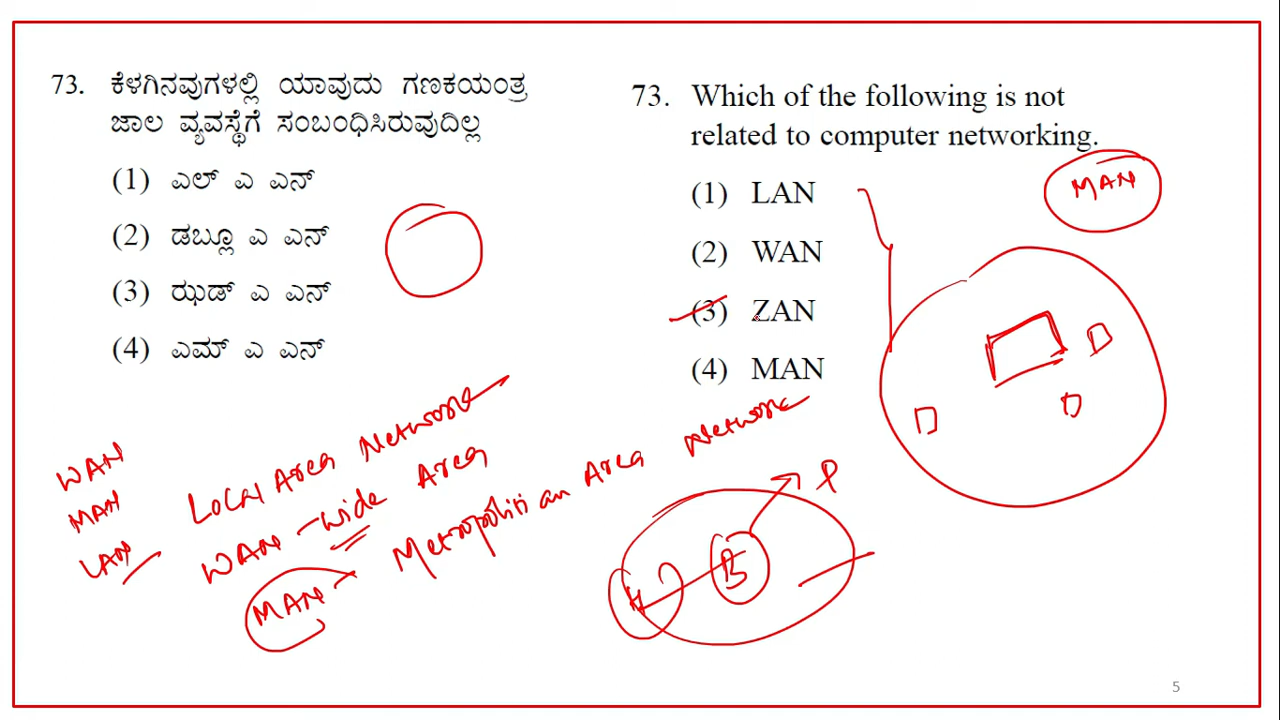 73. ಕೆಳಗಿನವುಗಳಲ್ಲಿ ಯಾವುದು ಗಣಕಯಂತ್ರ
ಜಾಲ ವ್ಯವಸ್ಥೆಗೆ ಸಂಬಂಧಿಸಿರುವುದಿಲ್ಲ
(1) ಎಲ್ ಎ ಎನ್
(2) ಡಬ್ಲೂ ಎ ಎನ್
(3) ಝಡ್ ಎ ಎನ್
(4) ಎಮ್ ಎ ಎನ್
73. Which of the following is not
related to computer networking.
(1) LAN
(2) WAN
(3) ZAN
(4) MAN
MAN
WAN
MAN
LAN
Local Area Network
WAN - Wide Area
MAN - Metropolitian Area Network
B
5